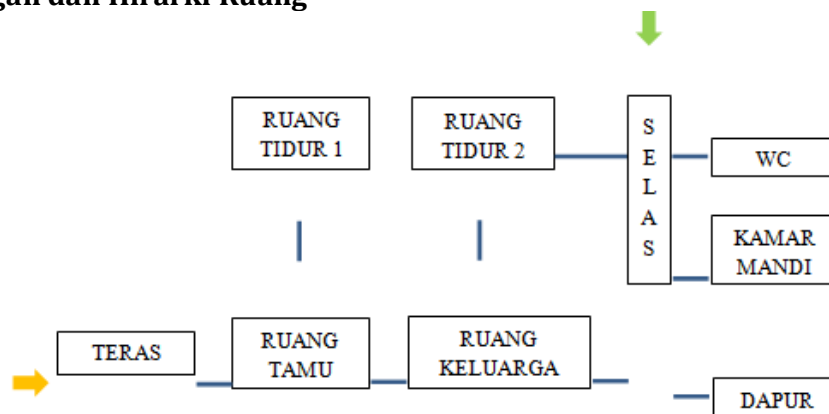 RUANG
TIDUR 1
RUANG
TIDUR 2
S
E
L
A
S
WC
KAMAR
MANDI
TERAS
RUANG
TAMU
RUANG
KELUARGA
DAPUR